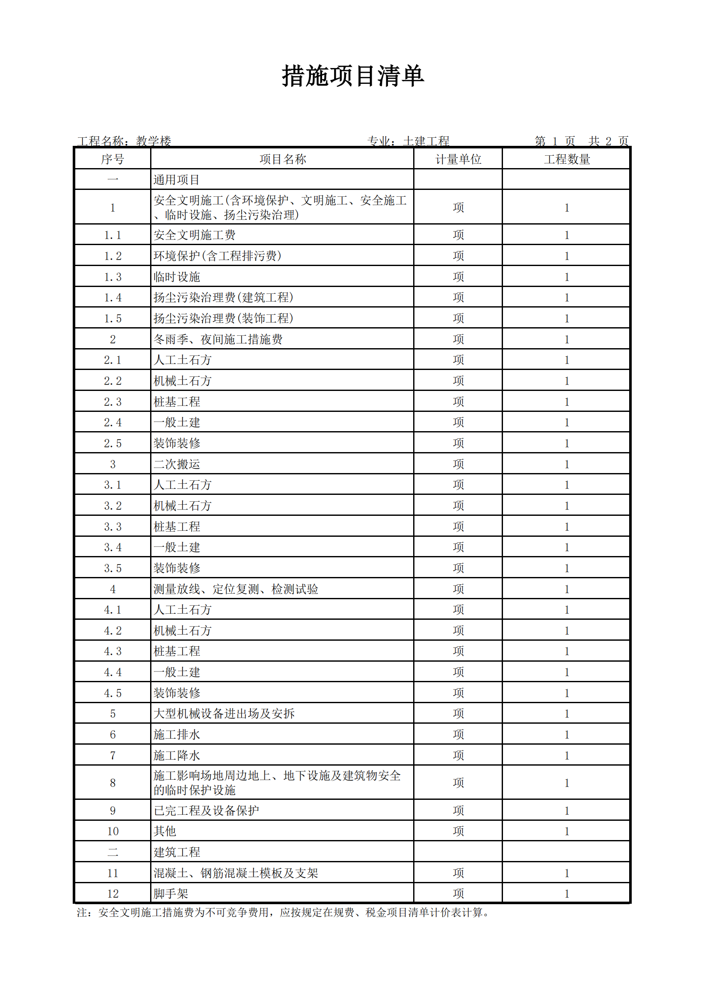 措施项目清单
工程名称：教学楼 专业：土建工程 第 1 页 共 2 页
序号 项目名称 计量单位 工程数量
一 通用项目
1 安全文明施工(含环境保护、文明施工、安全施工
、临时设施、扬尘污染治理) 项 1
1.1 安全文明施工费 项 1
1.2 环境保护(含工程排污费) 项 1
1.3 临时设施 项 1
1.4 扬尘污染治理费(建筑工程) 项 1
1.5 扬尘污染治理费(装饰工程) 项 1
2 冬雨季、夜间施工措施费 项 1
2.1 人工土石方 项 1
2.2 机械土石方 项 1
2.3 桩基工程 项 1
2.4 一般土建 项 1
2.5 装饰装修 项 1
3 二次搬运 项 1
3.1 人工土石方 项 1
3.2 机械土石方 项 1
3.3 桩基工程 项 1
3.4 一般土建 项 1
3.5 装饰装修 项 1
4 测量放线、定位复测、检测试验 项 1
4.1 人工土石方 项 1
4.2 机械土石方 项 1
4.3 桩基工程 项 1
4.4 一般土建 项 1
4.5 装饰装修 项 1
5 大型机械设备进出场及安拆 项 1
6 施工排水 项 1
7 施工降水 项 1
8 施工影响场地周边地上、地下设施及建筑物安全
的临时保护设施 项 1
9 已完工程及设备保护 项 1
10 其他 项 1
二 建筑工程
11 混凝土、钢筋混凝土模板及支架 项 1
12 脚手架 项 1
注：安全文明施工措施费为不可竞争费用，应按规定在规费、税金项目清单计价表计算。